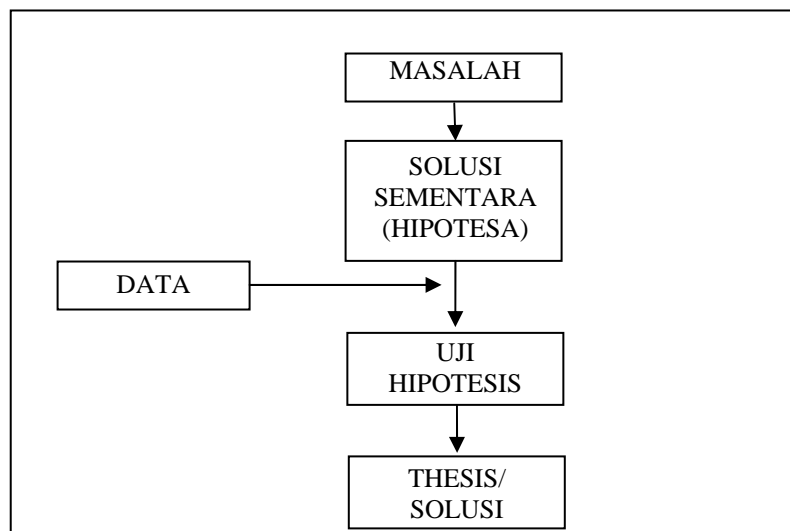 MASALAH
SOLUSI
SEMENTARA
(HIPOTESA)
DATA
UJI
HIPOTESIS
THESIS/
SOLUSI